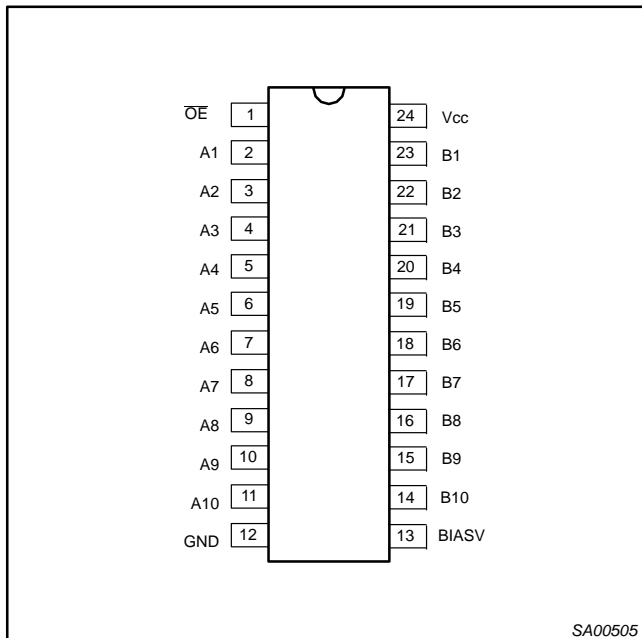 O̅E̅ 1 24 Vcc
A1 2 23 B1
A2 3 22 B2
A3 4 21 B3
A4 5 20 B4
A5 6 19 B5
A6 7 18 B6
A7 8 17 B7
A8 9 16 B8
A9 10 15 B9
A10 11 14 B10
GND 12 13 BIASV
SA00505